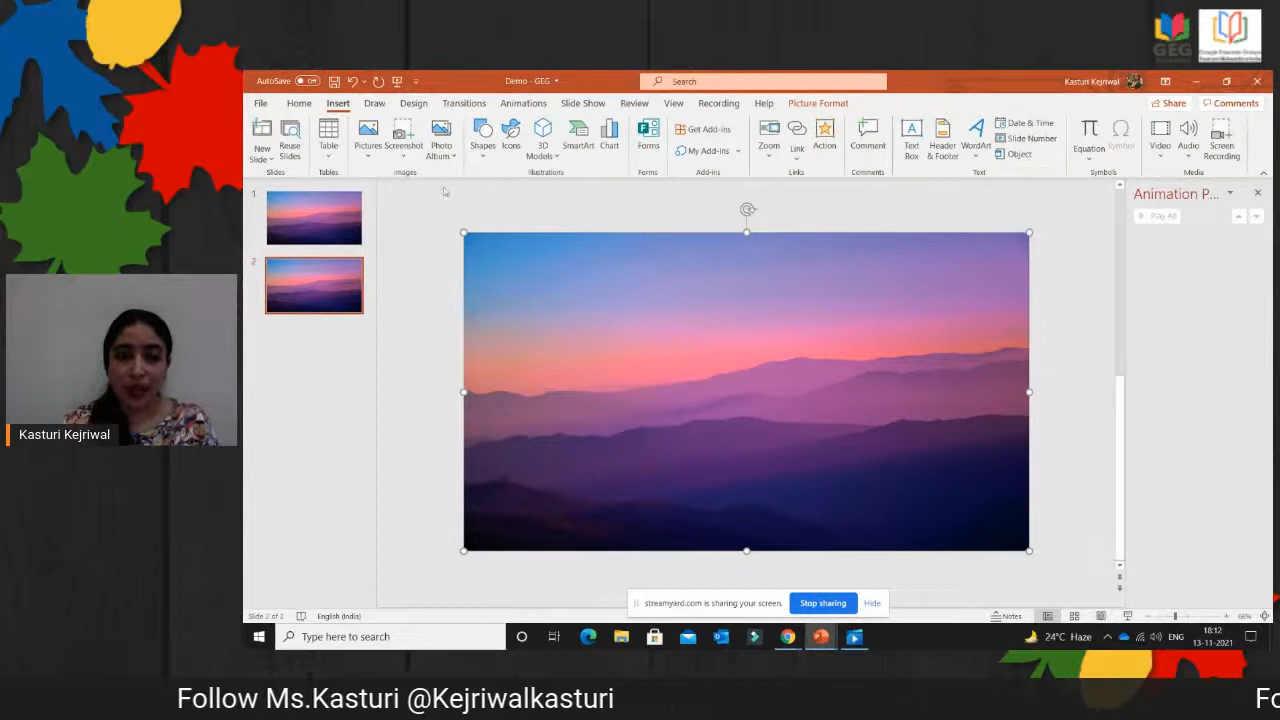 GEG
AutoSave Off
Demo - GEG
Search
Kasturi Kejriwal
File Home Insert Draw Design Transitions Animations Slide Show Review View Recording Help Picture Format
Share Comments
New Slide
Reuse Slides
Table
Pictures
Screenshot
Photo Album
Shapes
Icons
3D Models
SmartArt
Chart
Forms
Get Add-ins
My Add-ins
Zoom
Link
Action
Comment
Text Box
Header & Footer
WordArt
Date & Time
Slide Number
Object
Equation
Symbol
Video
Audio
Screen Recording
Slides Tables Images Illustrations Forms Add-ins Links Comments Text Symbols Media
1
2
Animation P...
Play All
Kasturi Kejriwal
streamyard.com is sharing your screen.
Stop sharing
Hide
Slide 2 of 2
English (India)
Notes
66%
Type here to search
24°C Haze
ENG
18:12
13-11-2021
Follow Ms.Kasturi @Kejriwalkasturi
Fo